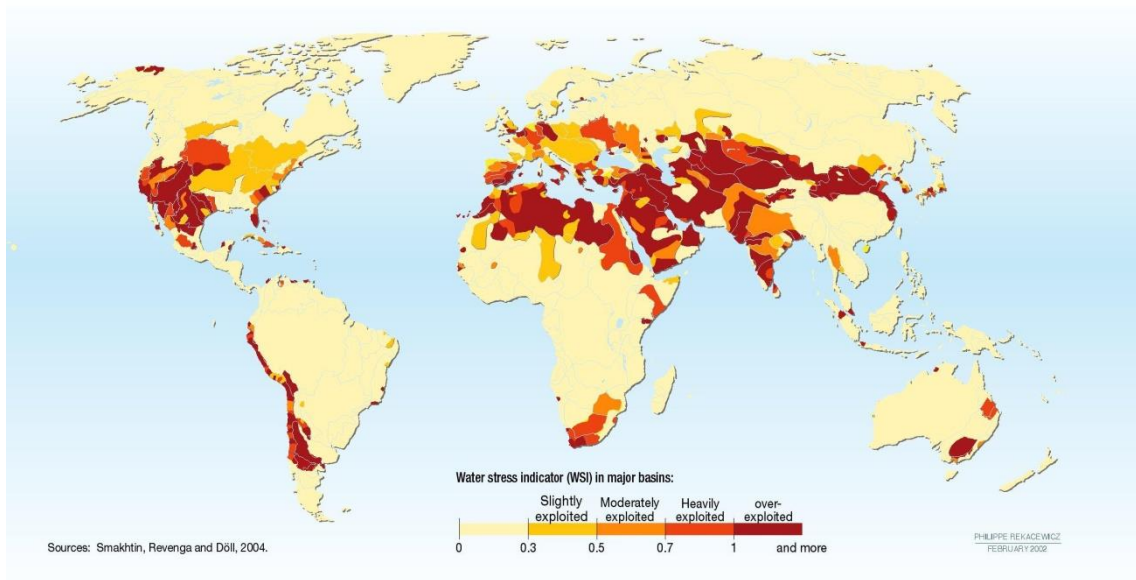 Water stress indicator (WSI) in major basins:
Slightly exploited
Moderately exploited
Heavily exploited
over-exploited
0 0.3 0.5 0.7 1 and more
Sources: Smakhtin, Revenga and Döll, 2004.
PHILIPPE REKACEWICZ
FEBRUARY 2002